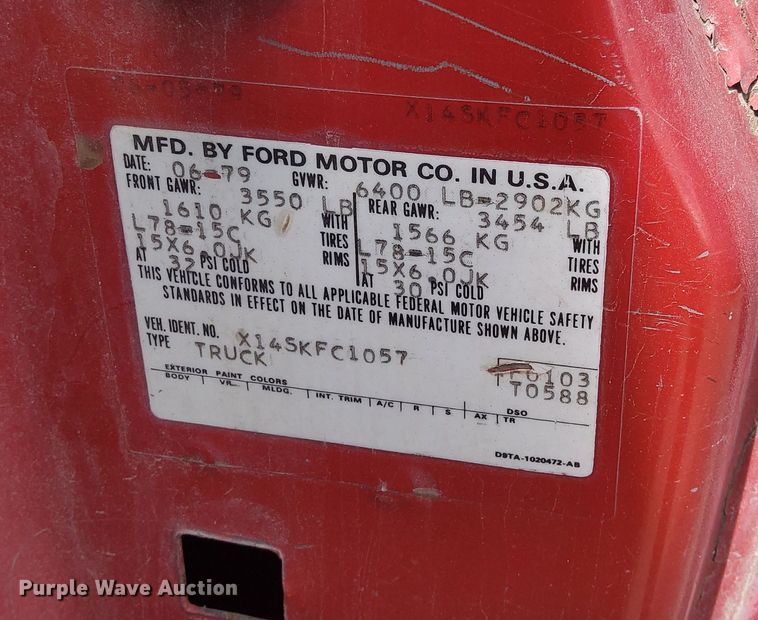 X14SKFC1057
MFD. BY FORD MOTOR CO. IN U.S.A.
DATE: 06-79 GVWR: 6400 LB-2902KG
FRONT GAWR: 3550 LB REAR GAWR: 3454 LB
1610 KG WITH 1566 KG WITH
L78-15C TIRES L78-15C TIRES
15X6.0JK RIMS 15X6.0JK RIMS
AT 32 PSI COLD AT 30 PSI COLD
THIS VEHICLE CONFORMS TO ALL APPLICABLE FEDERAL MOTOR VEHICLE SAFETY
STANDARDS IN EFFECT ON THE DATE OF MANUFACTURE SHOWN ABOVE.
VEH. IDENT. NO. X14SKFC1057
TYPE TRUCK
0103
T0588
EXTERIOR PAINT COLORS DSO
BODY VR. MLDG. INT. TRIM A/C R S AX TR
D9TA-1020472-AB
Purple Wave Auction